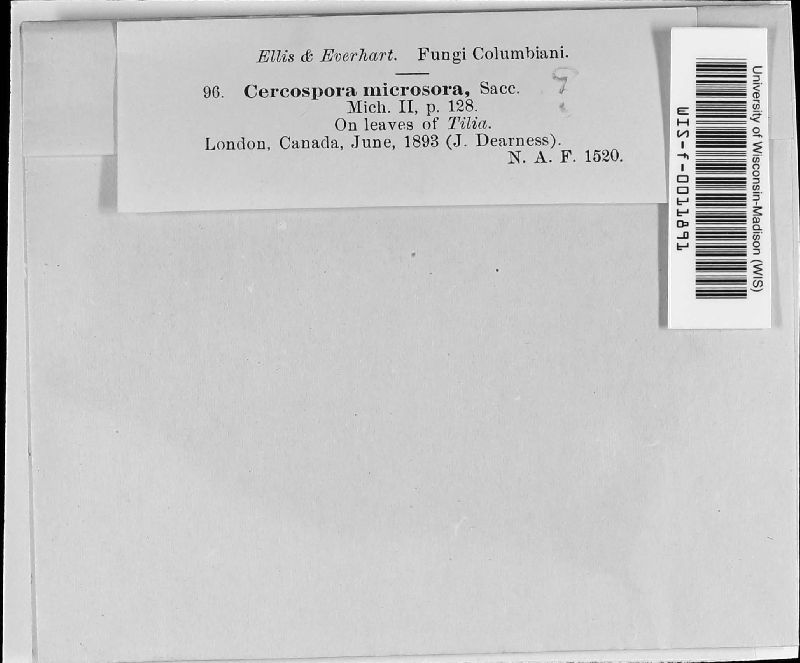 Ellis & Everhart. Fungi Columbiani.
96. Cercospora microsora, Sacc.
Mich. II, p. 128.
On leaves of Tilia.
London, Canada, June, 1893 (J. Dearness).
N. A. F. 1520.
University of Wisconsin-Madison (WIS)
WIS-f-0011891